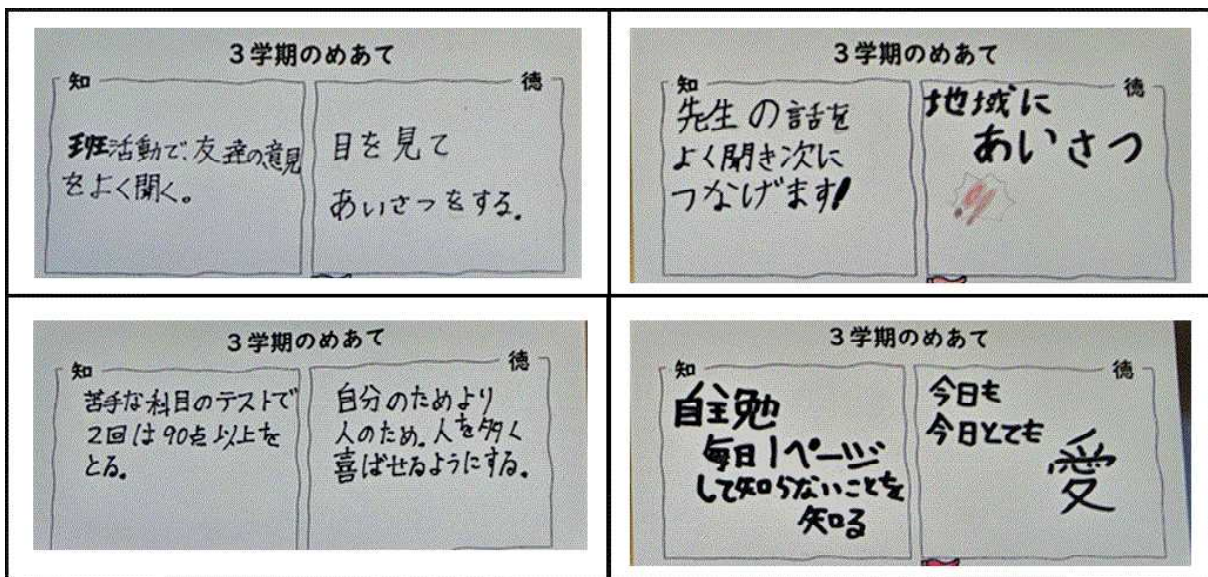 3学期のめあて
知
班活動で、友達の意見
をよく聞く。
徳
目を見て
あいさつをする。
3学期のめあて
知
先生の話を
よく聞き次に
つなげます!
徳
地域に
あいさつ
3学期のめあて
知
苦手な科目のテストで
2回は90点以上を
とる。
徳
自分のためより
人のため。人を多く
喜ばせるようにする。
3学期のめあて
知
自主勉
毎日1ページ
して知らないことを
知る
徳
今日も
今日とても
愛